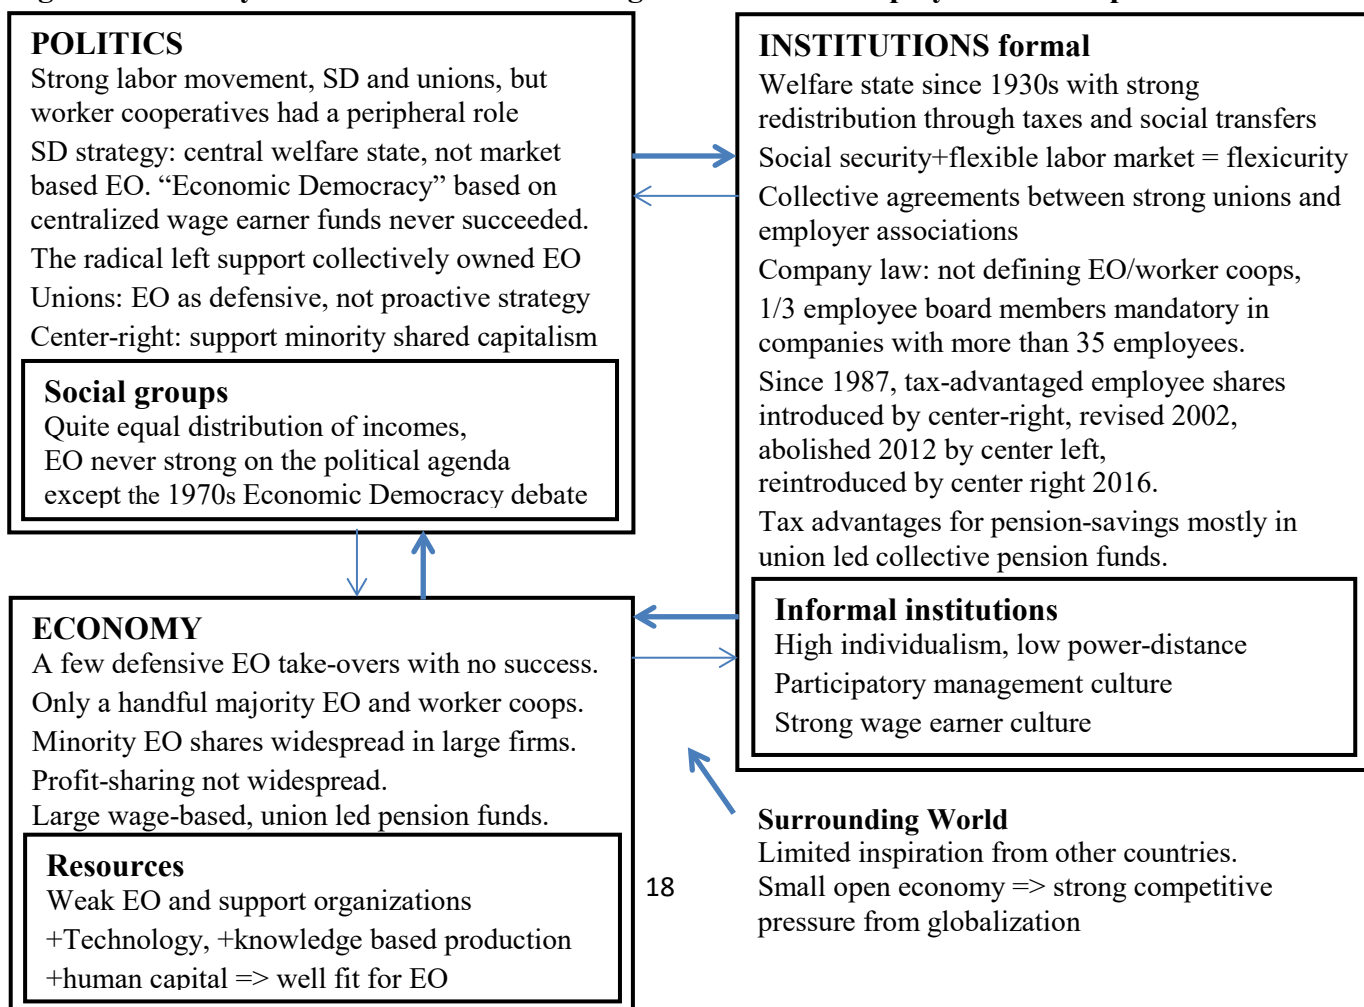 POLITICS
Strong labor movement, SD and unions, but
worker cooperatives had a peripheral role
SD strategy: central welfare state, not market
based EO. “Economic Democracy” based on
centralized wage earner funds never succeeded.
The radical left support collectively owned EO
Unions: EO as defensive, not proactive strategy
Center-right: support minority shared capitalism
Social groups
Quite equal distribution of incomes,
EO never strong on the political agenda
except the 1970s Economic Democracy debate
INSTITUTIONS formal
Welfare state since 1930s with strong
redistribution through taxes and social transfers
Social security+flexible labor market = flexicurity
Collective agreements between strong unions and
employer associations
Company law: not defining EO/worker coops,
1/3 employee board members mandatory in
companies with more than 35 employees.
Since 1987, tax-advantaged employee shares
introduced by center-right, revised 2002,
abolished 2012 by center left,
reintroduced by center right 2016.
Tax advantages for pension-savings mostly in
union led collective pension funds.
Informal institutions
High individualism, low power-distance
Participatory management culture
Strong wage earner culture
ECONOMY
A few defensive EO take-overs with no success.
Only a handful majority EO and worker coops.
Minority EO shares widespread in large firms.
Profit-sharing not widespread.
Large wage-based, union led pension funds.
Resources
Weak EO and support organizations
+Technology, +knowledge based production
+human capital => well fit for EO
18
Surrounding World
Limited inspiration from other countries.
Small open economy => strong competitive
pressure from globalization